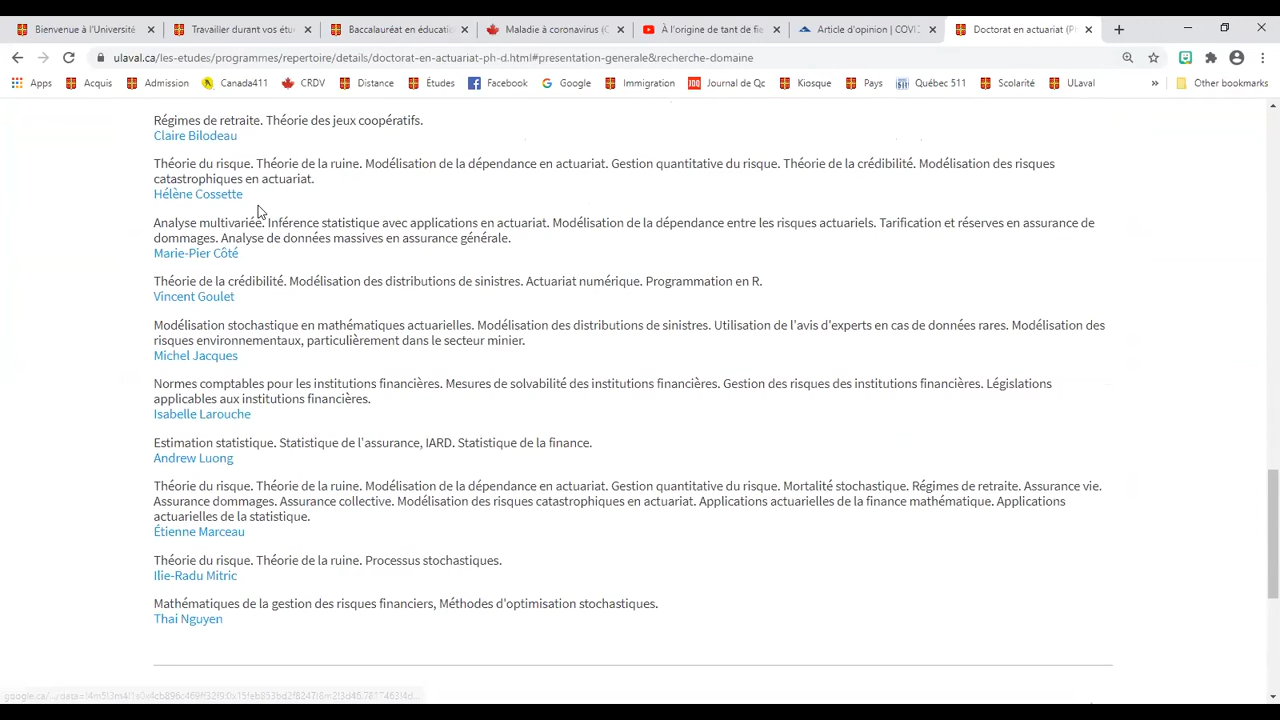 Bienvenue à l'Université
Travailler durant vos étu
Baccalauréat en éducati
Maladie à coronavirus (C
À l'origine de tant de fie
Article d'opinion | COVI
Doctorat en actuariat (P
ulaval.ca/les-etudes/programmes/repertoire/details/doctorat-en-actuariat-ph-d.html#presentation-generale&recherche-domaine
Apps Acquis Admission Canada411 CRDV Distance Études Facebook Google Immigration Journal de Qc Kiosque Pays Québec 511 Scolarité ULaval » Other bookmarks
Régimes de retraite. Théorie des jeux coopératifs.
Claire Bilodeau
Théorie du risque. Théorie de la ruine. Modélisation de la dépendance en actuariat. Gestion quantitative du risque. Théorie de la crédibilité. Modélisation des risques
catastrophiques en actuariat.
Hélène Cossette
Analyse multivariée. Inférence statistique avec applications en actuariat. Modélisation de la dépendance entre les risques actuariels. Tarification et réserves en assurance de
dommages. Analyse de données massives en assurance générale.
Marie-Pier Côté
Théorie de la crédibilité. Modélisation des distributions de sinistres. Actuariat numérique. Programmation en R.
Vincent Goulet
Modélisation stochastique en mathématiques actuarielles. Modélisation des distributions de sinistres. Utilisation de l'avis d'experts en cas de données rares. Modélisation des
risques environnementaux, particulièrement dans le secteur minier.
Michel Jacques
Normes comptables pour les institutions financières. Mesures de solvabilité des institutions financières. Gestion des risques des institutions financières. Législations
applicables aux institutions financières.
Isabelle Larouche
Estimation statistique. Statistique de l'assurance, IARD. Statistique de la finance.
Andrew Luong
Théorie du risque. Théorie de la ruine. Modélisation de la dépendance en actuariat. Gestion quantitative du risque. Mortalité stochastique. Régimes de retraite. Assurance vie.
Assurance dommages. Assurance collective. Modélisation des risques catastrophiques en actuariat. Applications actuarielles de la finance mathématique. Applications
actuarielles de la statistique.
Étienne Marceau
Théorie du risque. Théorie de la ruine. Processus stochastiques.
Ilie-Radu Mitric
Mathématiques de la gestion des risques financiers, Méthodes d'optimisation stochastiques.
Thai Nguyen